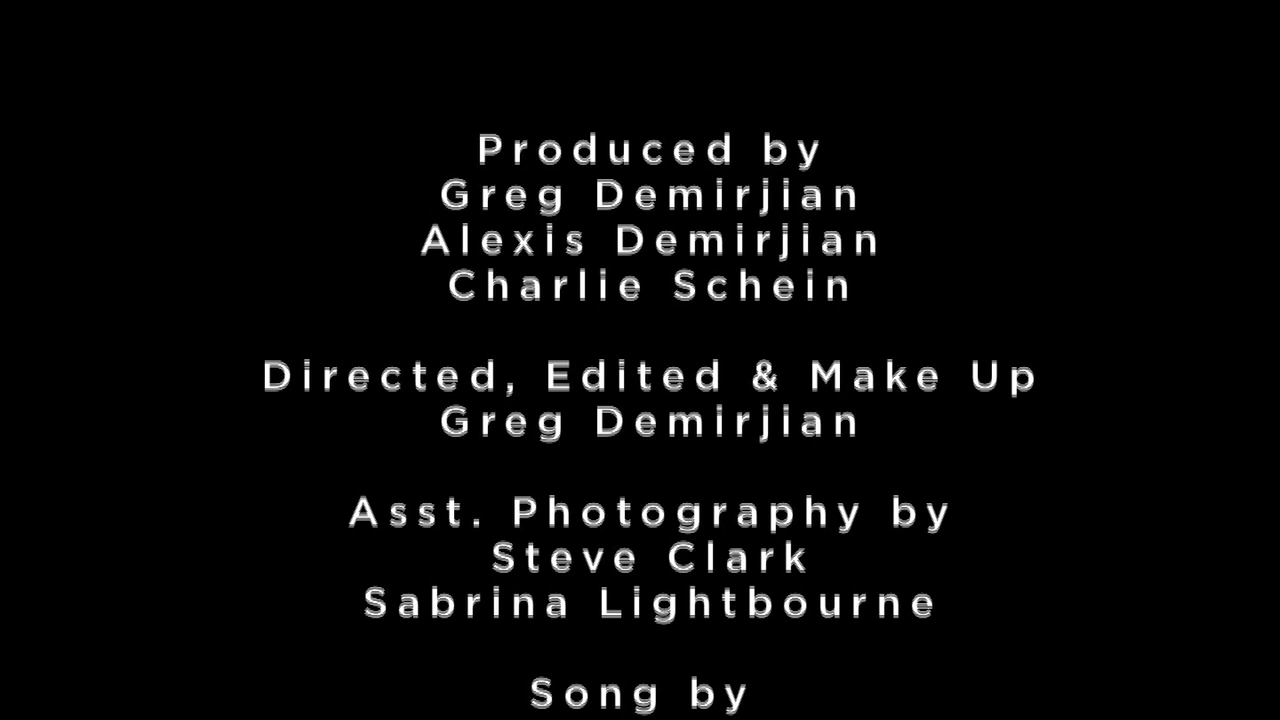 Produced by
Greg Demirjian
Alexis Demirjian
Charlie Schein
Directed, Edited & Make Up
Greg Demirjian
Asst. Photography by
Steve Clark
Sabrina Lightbourne
Song by